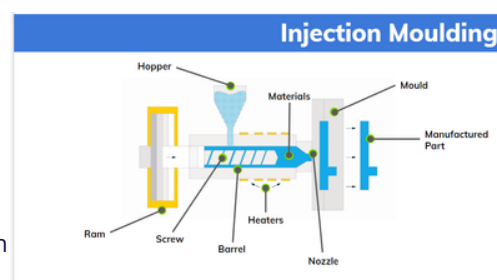 Injection Moulding
Hopper
Materials
Mould
Manufactured
Part
Heaters
Ram
Screw
Barrel
Nozzle